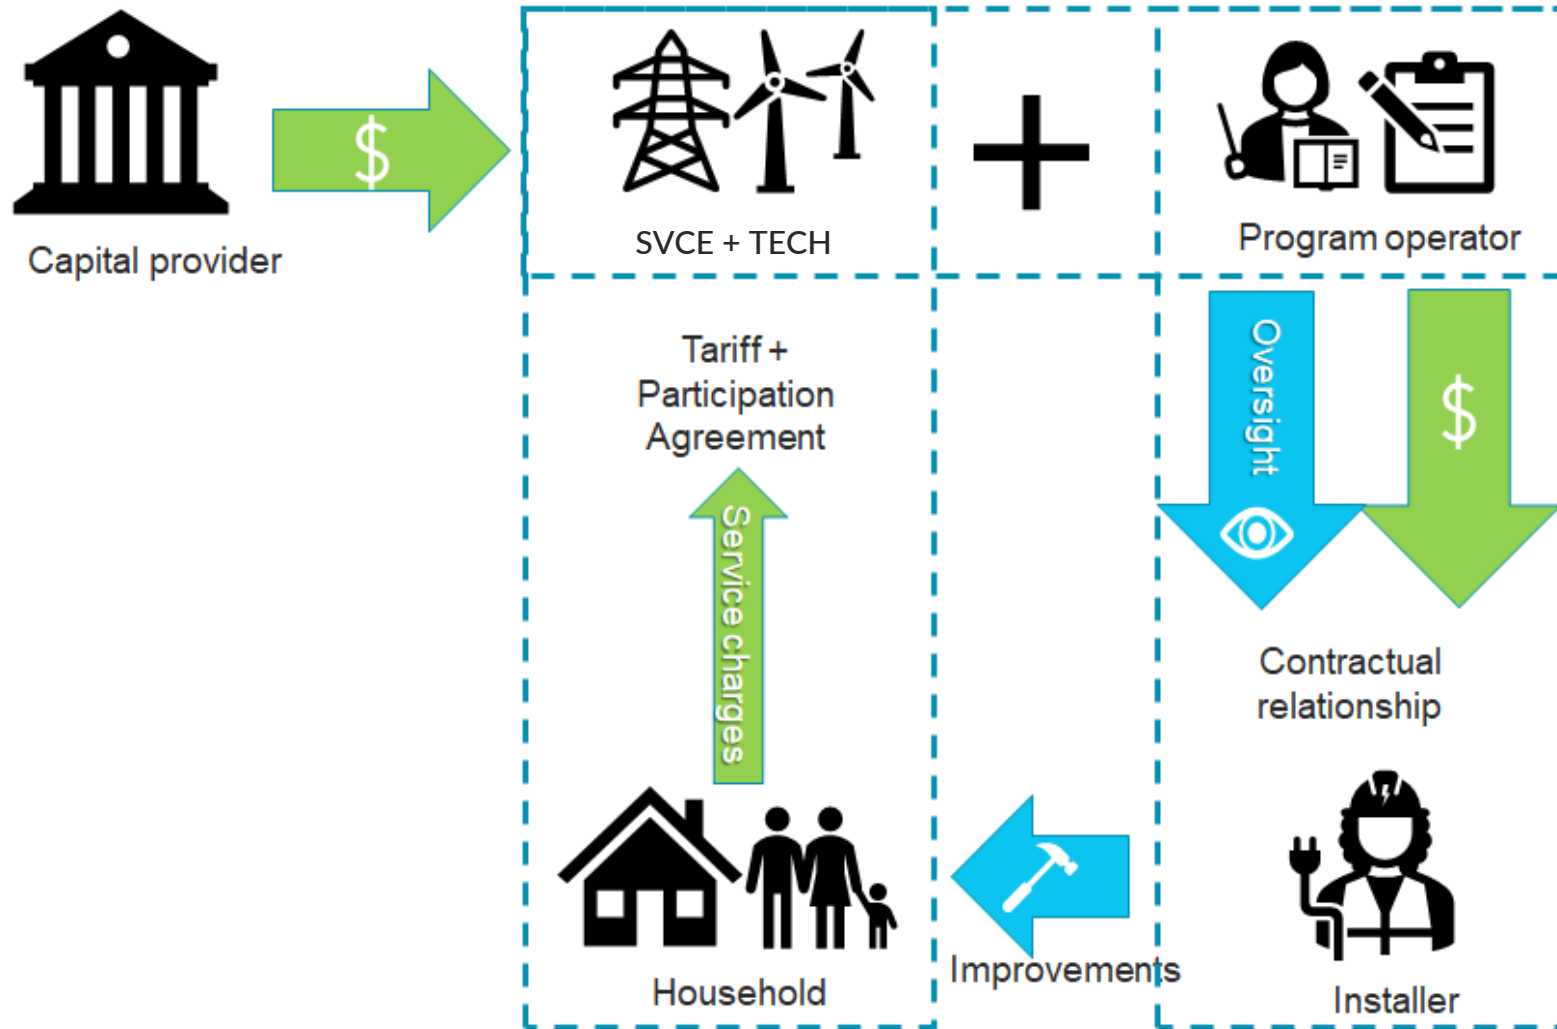 $
SVCE + TECH
Program operator
Capital provider
Tariff +
Participation
Agreement
Oversight
$
Service charges
Contractual
relationship
Improvements
Household
Installer